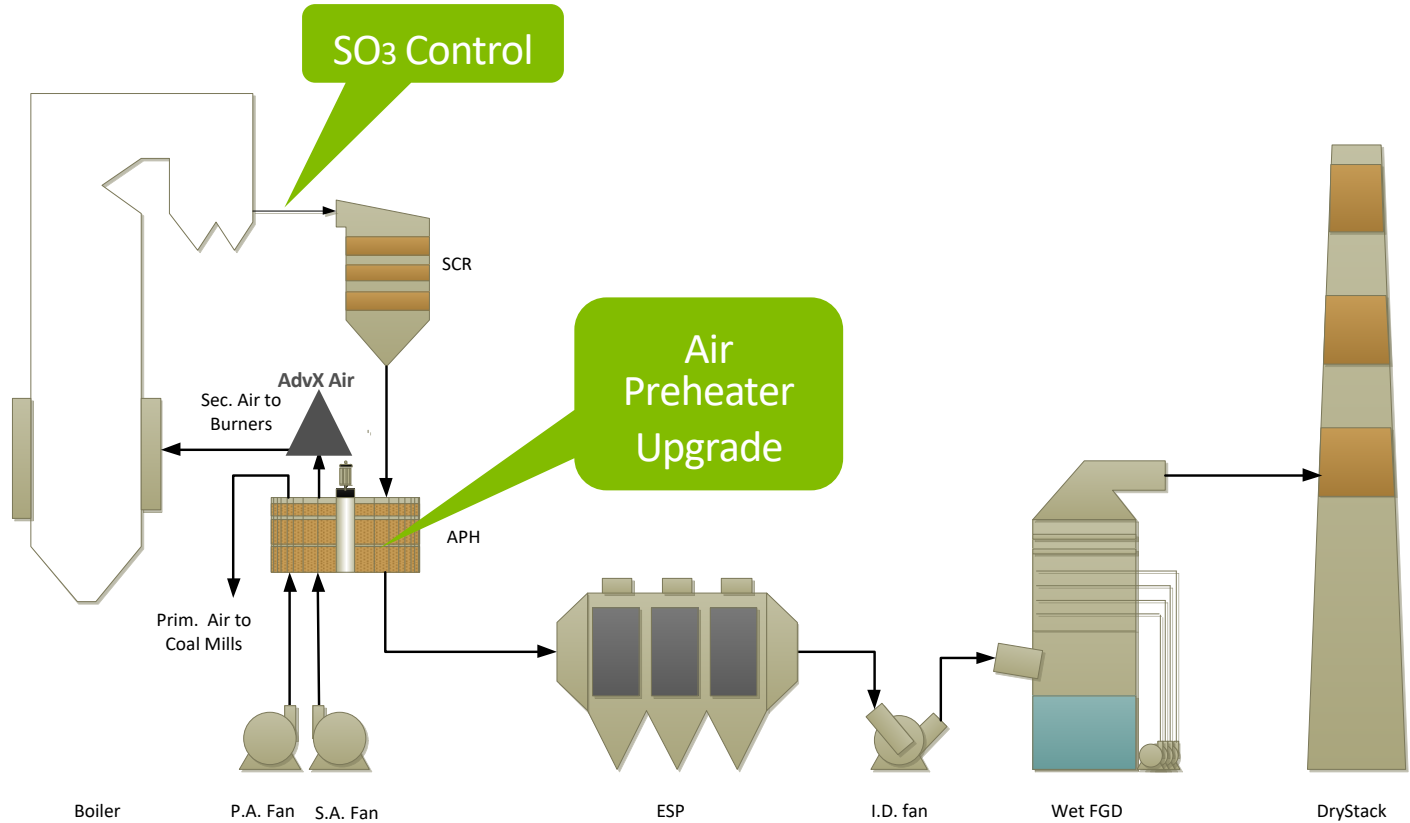 SO3 Control
SCR
Air
Preheater
Upgrade
AdvX Air
Sec. Air to
Burners
APH
Prim. Air to
Coal Mills
Boiler
P.A. Fan
S.A. Fan
ESP
I.D. fan
Wet FGD
DryStack